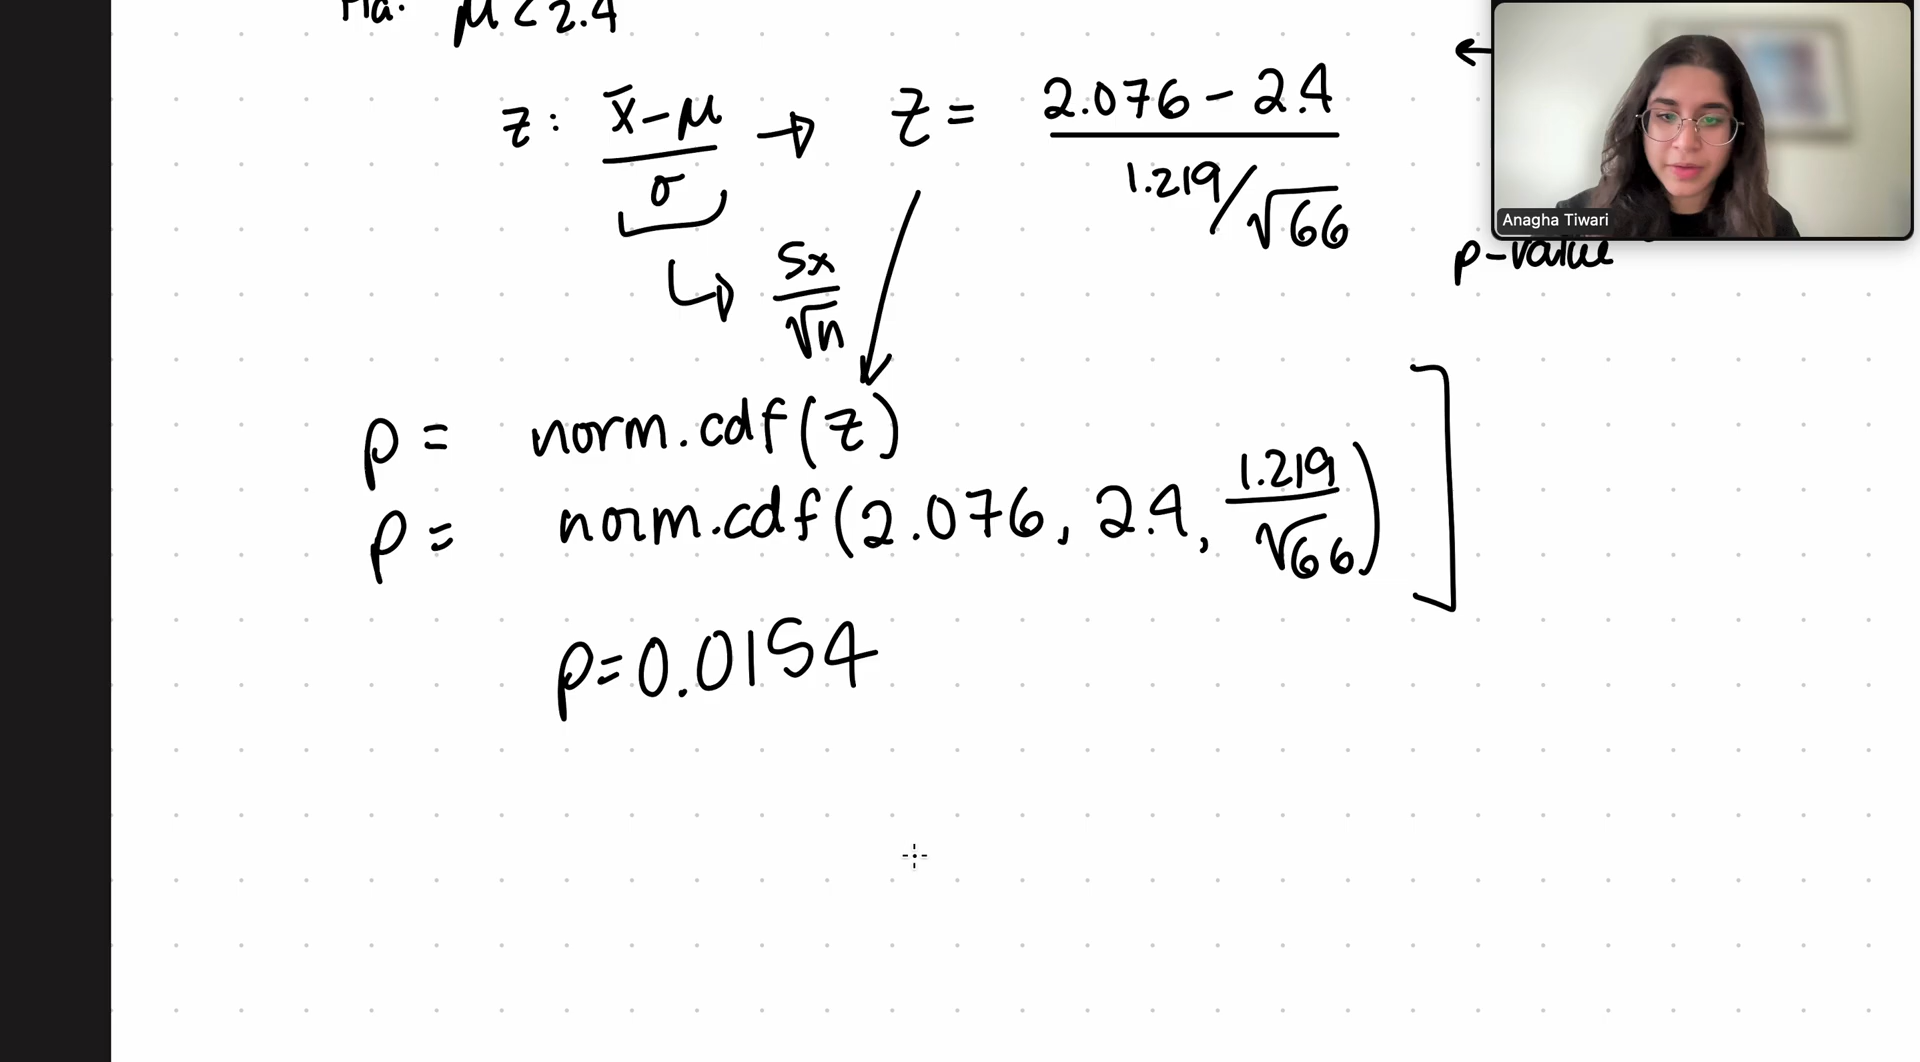 Ha: μ < 2.4
z: x̄-μ / σ → z = 2.076 - 2.4 / 1.219/√66
↳ Sx / √n
Anagha Tiwari
p-value
p = norm.cdf(z)
p = norm.cdf(2.076, 2.4, 1.219/√66)
p=0.0154